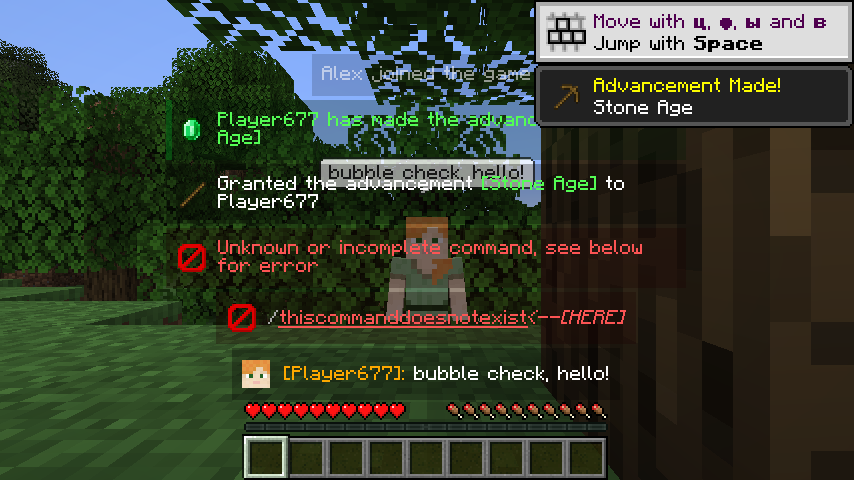 Move with ц, ф, ы and в
Jump with Space
Alex joined the game
Advancement Made!
Stone Age
Player677 has made the advanc
Age]
bubble check, hello!
Granted the advancement [Stone Age] to
Player677
Unknown or incomplete command, see below
for error
/thiscommanddoesnotexist<--[HERE]
[Player677]: bubble check, hello!